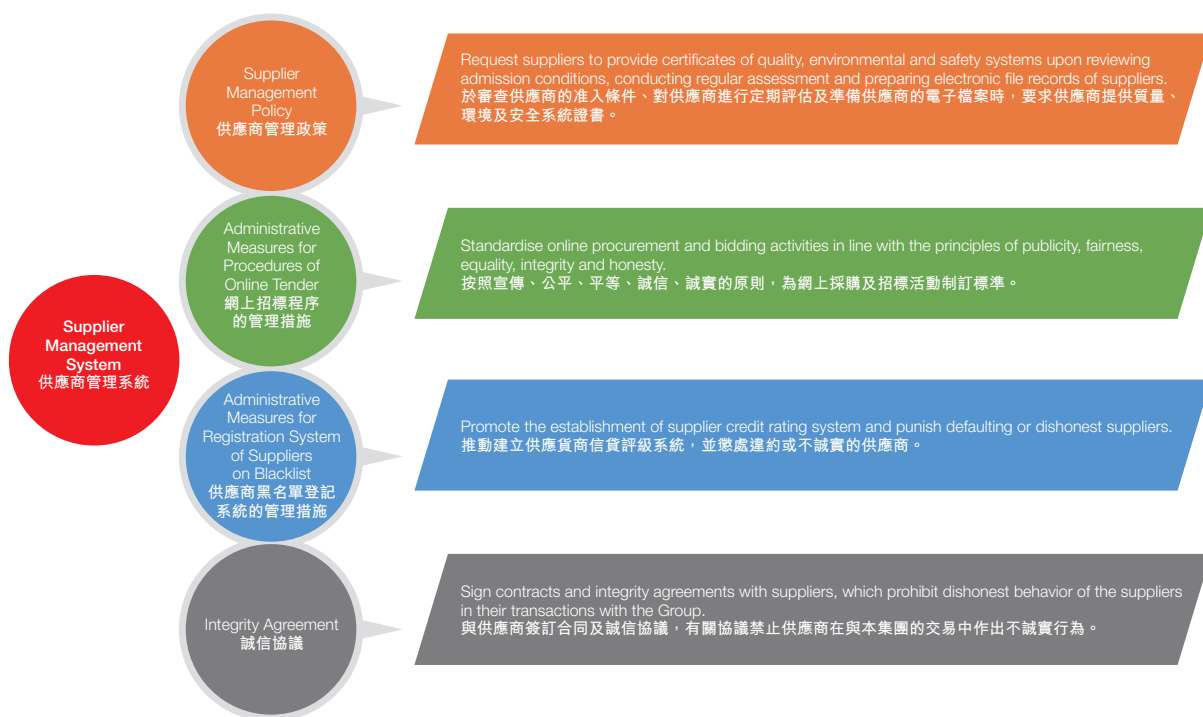 Supplier
Management
System
供應商管理系統
Supplier
Management
Policy
供應商管理政策
Request suppliers to provide certificates of quality, environmental and safety systems upon reviewing
admission conditions, conducting regular assessment and preparing electronic file records of suppliers.
於審查供應商的准入條件、對供應商進行定期評估及準備供應商的電子檔案時，要求供應商提供質量、
環境及安全系統證書。
Administrative
Measures for
Procedures of
Online Tender
網上招標程序
的管理措施
Standardise online procurement and bidding activities in line with the principles of publicity, fairness,
equality, integrity and honesty.
按照宣傳、公平、平等、誠信、誠實的原則，為網上採購及招標活動制訂標準。
Administrative
Measures for
Registration System
of Suppliers
on Blacklist
供應商黑名單登記
系統的管理措施
Promote the establishment of supplier credit rating system and punish defaulting or dishonest suppliers.
推動建立供應貨商信貸評級系統，並懲處違約或不誠實的供應商。
Integrity Agreement
誠信協議
Sign contracts and integrity agreements with suppliers, which prohibit dishonest behavior of the suppliers
in their transactions with the Group.
與供應商簽訂合同及誠信協議，有關協議禁止供應商在與本集團的交易中作出不誠實行為。